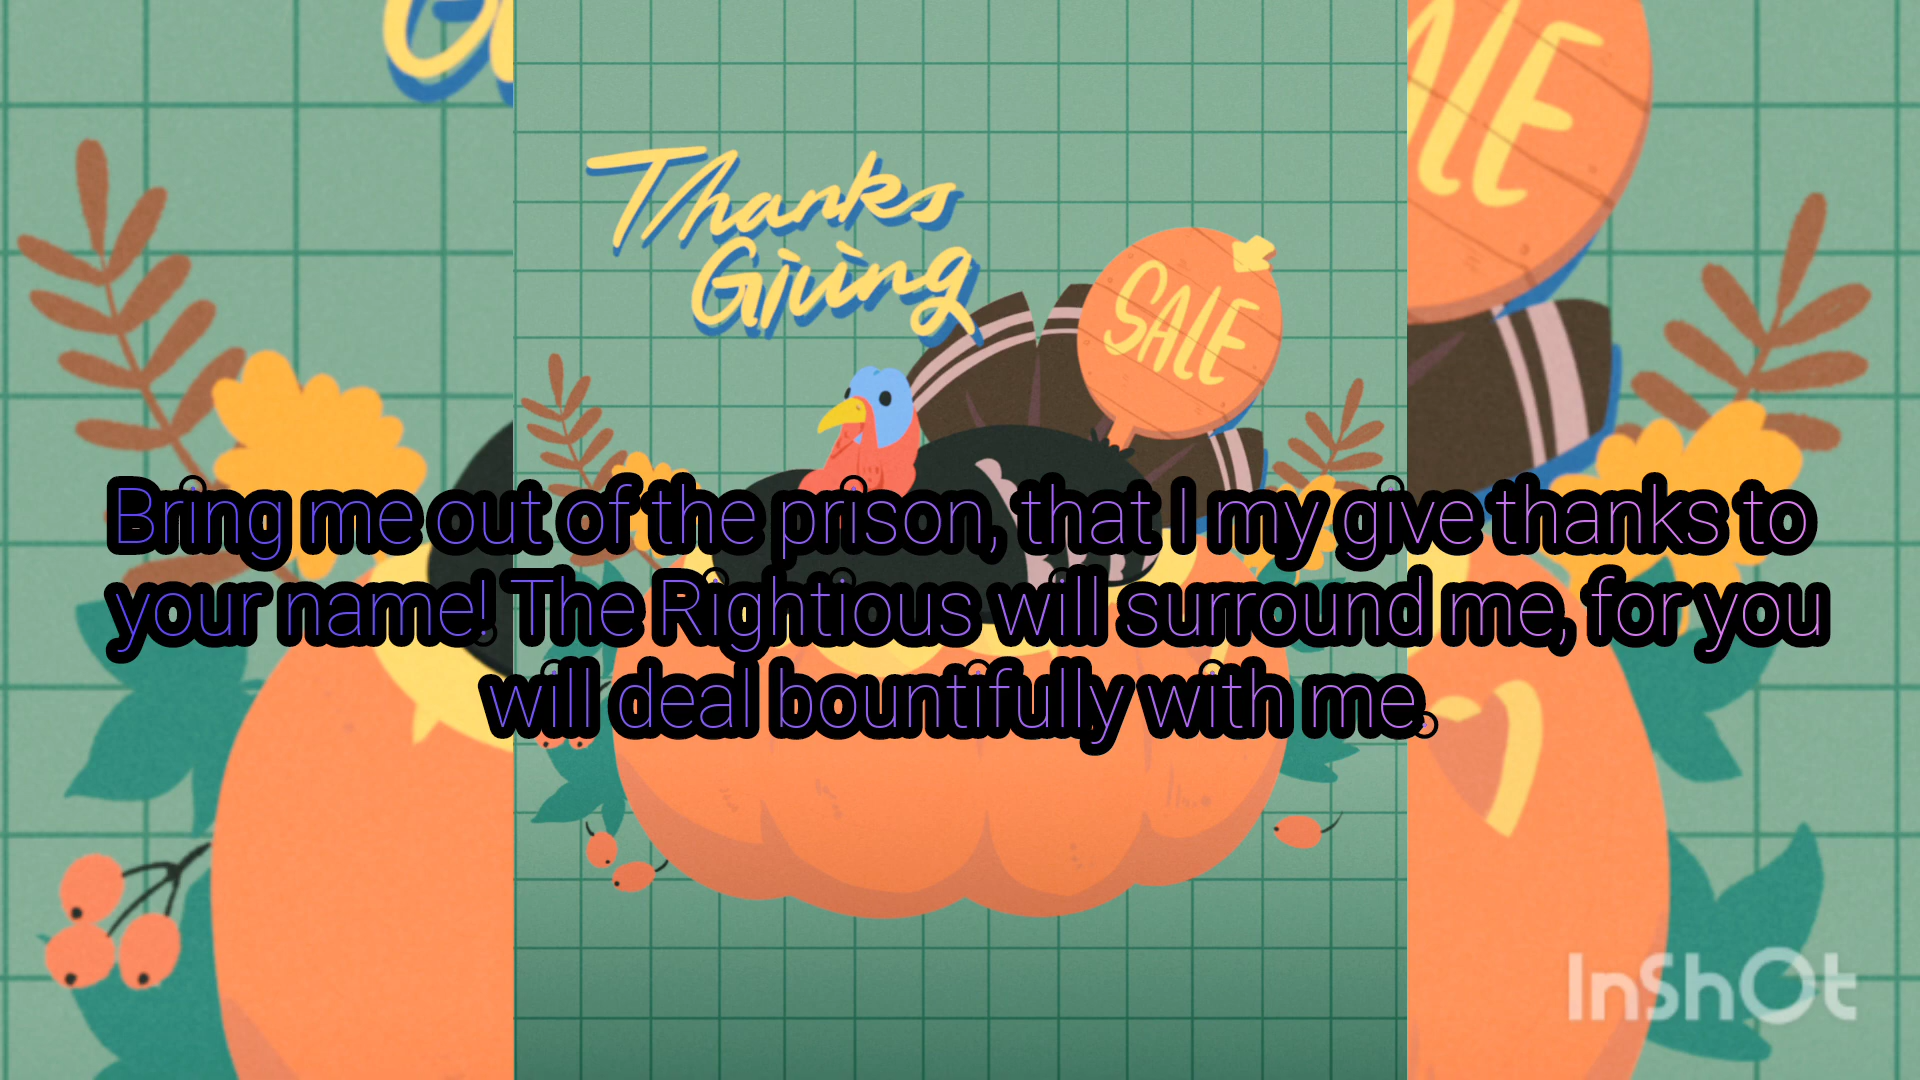 Thanks
Giving
SALE
Bring me out of the prison, that I my give thanks to
your name! The Rightious will surround me, for you
will deal bountifully with me.
InShOt